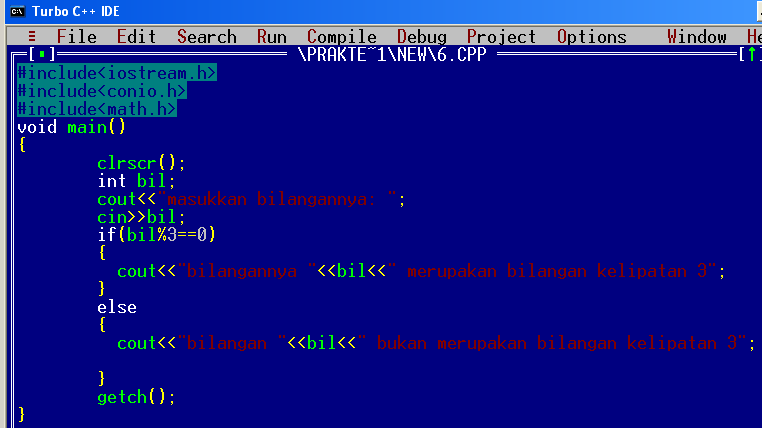 Turbo C++ IDE
≡ File Edit Search Run Compile Debug Project Options Window He
[▪] \PRAKTE~1\NEW\6.CPP [↑]
#include<iostream.h>
#include<conio.h>
#include<math.h>
void main()
{
clrscr();
int bil;
cout<<"masukkan bilangannya: ";
cin>>bil;
if(bil%3==0)
{
cout<<"bilangannya "<<bil<<" merupakan bilangan kelipatan 3";
}
else
{
cout<<"bilangan "<<bil<<" bukan merupakan bilangan kelipatan 3";
}
getch();
}